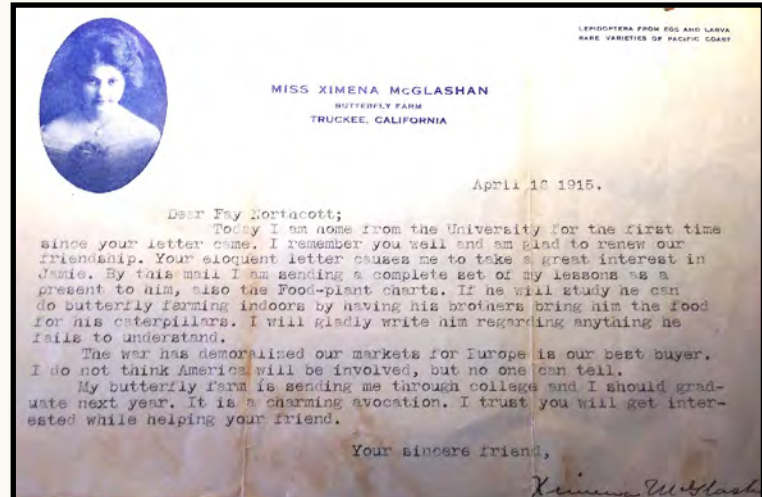 LEPIDOPTERA FROM EGG AND LARVA
RARE VARIETIES OF PACIFIC COAST
MISS XIMENA McGLASHAN
BUTTERFLY FARM
TRUCKEE, CALIFORNIA
April 18 1915.
Dear Fay Northcott;
Today I am home from the University for the first time
since your letter came. I remember you well and am glad to renew our
friendship. Your eloquent letter causes me to take a great interest in
Jamie. By this mail I am sending a complete set of my lessons as a
present to him, also the Food-plant charts. If he will study he can
do butterfly farming indoors by having his brothers bring him the food
for his caterpillars. I will gladly write him regarding anything he
fails to understand.
The war has demoralized our markets for Europe is our best buyer.
I do not think America will be involved, but no one can tell.
My butterfly farm is sending me through college and I should grad-
uate next year. It is a charming avocation. I trust you will get inter-
ested while helping your friend.
Your sincere friend,
Ximena McGlash